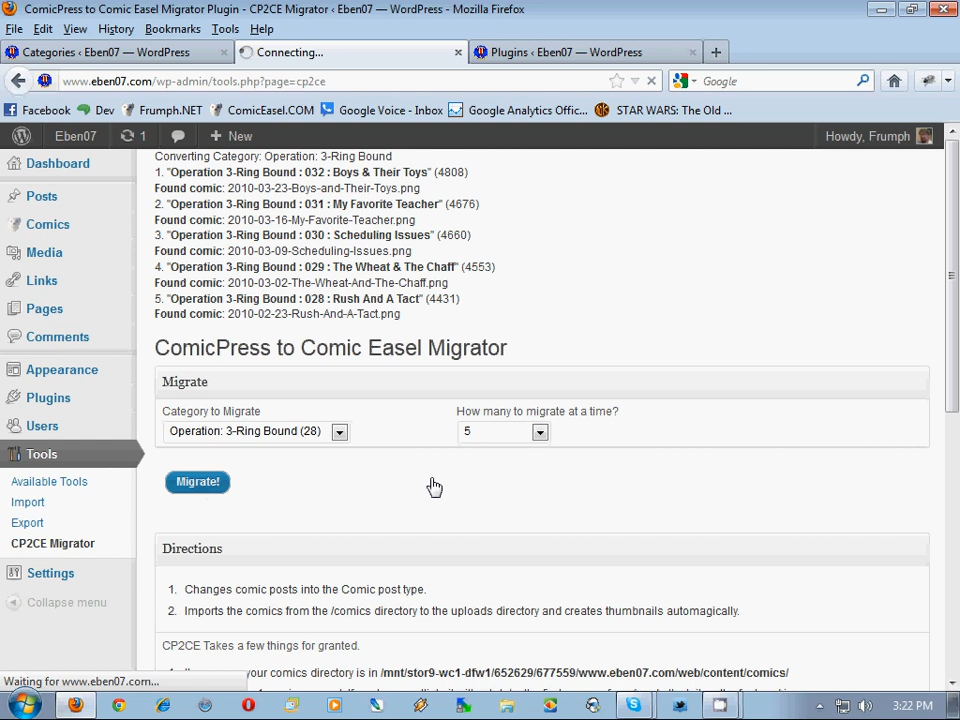 ComicPress to Comic Easel Migrator Plugin - CP2CE Migrator ‹ Eben07 — WordPress - Mozilla Firefox
File Edit View History Bookmarks Tools Help
Categories ‹ Eben07 — WordPress
Connecting...
Plugins ‹ Eben07 — WordPress
www.eben07.com/wp-admin/tools.php?page=cp2ce
Google
Facebook Dev Frumph.NET ComicEasel.COM Google Voice - Inbox Google Analytics Offic... STAR WARS: The Old ...
Eben07 1 New Howdy, Frumph
Dashboard
Posts
Comics
Media
Links
Pages
Comments
Appearance
Plugins
Users
Tools
Available Tools
Import
Export
CP2CE Migrator
Settings
Collapse menu
Converting Category: Operation: 3-Ring Bound
1. "Operation 3-Ring Bound : 032 : Boys & Their Toys" (4808)
Found comic: 2010-03-23-Boys-and-Their-Toys.png
2. "Operation 3-Ring Bound : 031 : My Favorite Teacher" (4676)
Found comic: 2010-03-16-My-Favorite-Teacher.png
3. "Operation 3-Ring Bound : 030 : Scheduling Issues" (4660)
Found comic: 2010-03-09-Scheduling-Issues.png
4. "Operation 3-Ring Bound : 029 : The Wheat & The Chaff" (4553)
Found comic: 2010-03-02-The-Wheat-And-The-Chaff.png
5. "Operation 3-Ring Bound : 028 : Rush And A Tact" (4431)
Found comic: 2010-02-23-Rush-And-A-Tact.png
ComicPress to Comic Easel Migrator
Migrate
Category to Migrate
How many to migrate at a time?
Operation: 3-Ring Bound (28)
5
Migrate!
Directions
1. Changes comic posts into the Comic post type.
2. Imports the comics from the /comics directory to the uploads directory and creates thumbnails automagically.
CP2CE Takes a few things for granted.
your comics directory is in /mnt/stor9-wc1-dfw1/652629/677559/www.eben07.com/web/content/comics/
Waiting for www.eben07.com...
3:22 PM